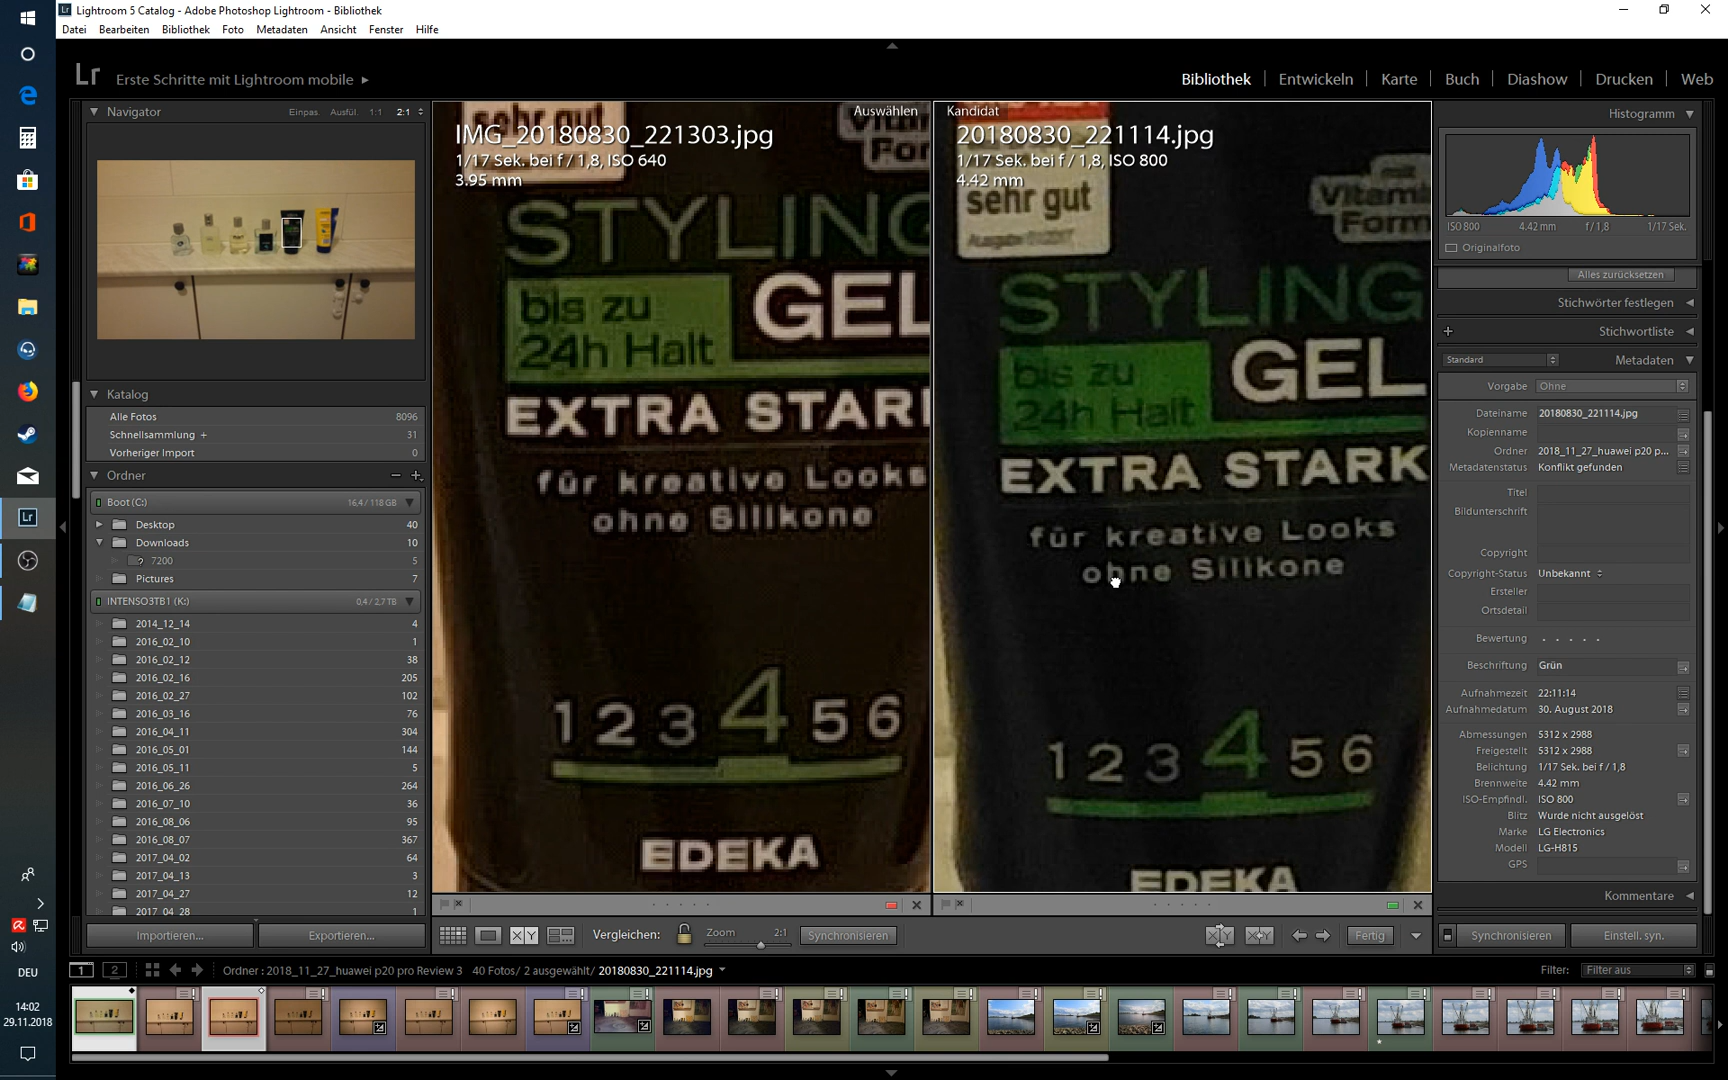 Lightroom 5 Catalog - Adobe Photoshop Lightroom - Bibliothek
Datei Bearbeiten Bibliothek Foto Metadaten Ansicht Fenster Hilfe
Lr Erste Schritte mit Lightroom mobile
Bibliothek Entwickeln Karte Buch Diashow Drucken Web
Navigator Einpas. Ausfül. 1:1 2:1
Katalog
Alle Fotos 8096
Schnellsammlung + 31
Vorheriger Import 0
Ordner
Boot (C:) 16,4 / 118 GB
Desktop 40
Downloads 10
7200 5
Pictures 7
INTENSO3TB1 (K:) 0,4 / 2,7 TB
2014_12_14 4
2016_02_10 1
2016_02_12 38
2016_02_16 205
2016_02_27 102
2016_03_16 76
2016_04_11 304
2016_05_01 144
2016_05_11 5
2016_06_26 264
2016_07_10 36
2016_08_06 95
2016_08_07 367
2017_04_02 64
2017_04_13 3
2017_04_27 12
2017_04_28 1
Importieren... Exportieren...
Auswählen
IMG_20180830_221303.jpg
1/17 Sek. bei f / 1,8, ISO 640
3.95 mm
sehr gut
For
STYLING
bis zu
24h Halt
GEL
EXTRA STAR
für kreative Looks
ohne Silikone
1 2 3 4 5 6
EDEKA
Kandidat
20180830_221114.jpg
1/17 Sek. bei f / 1,8, ISO 800
4.42 mm
sehr gut
Vitamin
Form
STYLING
bis zu
24h Halt
GEL
EXTRA STARK
für kreative Looks
ohne Silikone
1 2 3 4 5 6
EDEKA
Histogramm
ISO 800 4.42 mm f / 1,8 1/17 Sek.
Originalfoto
Alles zurücksetzen
Stichwörter festlegen
+ Stichwortliste
Standard Metadaten
Vorgabe Ohne
Dateiname 20180830_221114.jpg
Kopienname
Ordner 2018_11_27_huawei p20 p...
Metadatenstatus Konflikt gefunden
Titel
Bildunterschrift
Copyright
Copyright-Status Unbekannt
Ersteller
Ortsdetail
Bewertung
Beschriftung Grün
Aufnahmezeit 22:11:14
Aufnahmedatum 30. August 2018
Abmessungen 5312 x 2988
Freigestellt 5312 x 2988
Belichtung 1/17 Sek. bei f / 1,8
Brennweite 4.42 mm
ISO-Empfindl. ISO 800
Blitz Wurde nicht ausgelöst
Marke LG Electronics
Modell LG-H815
GPS
Kommentare
Synchronisieren Einstell. syn.
XY Vergleichen: Zoom 2:1 Synchronisieren
Fertig
1 2 Ordner : 2018_11_27_huawei p20 pro Review 3 40 Fotos/ 2 ausgewählt/ 20180830_221114.jpg
Filter: Filter aus
Lr
DEU
14:02
29.11.2018